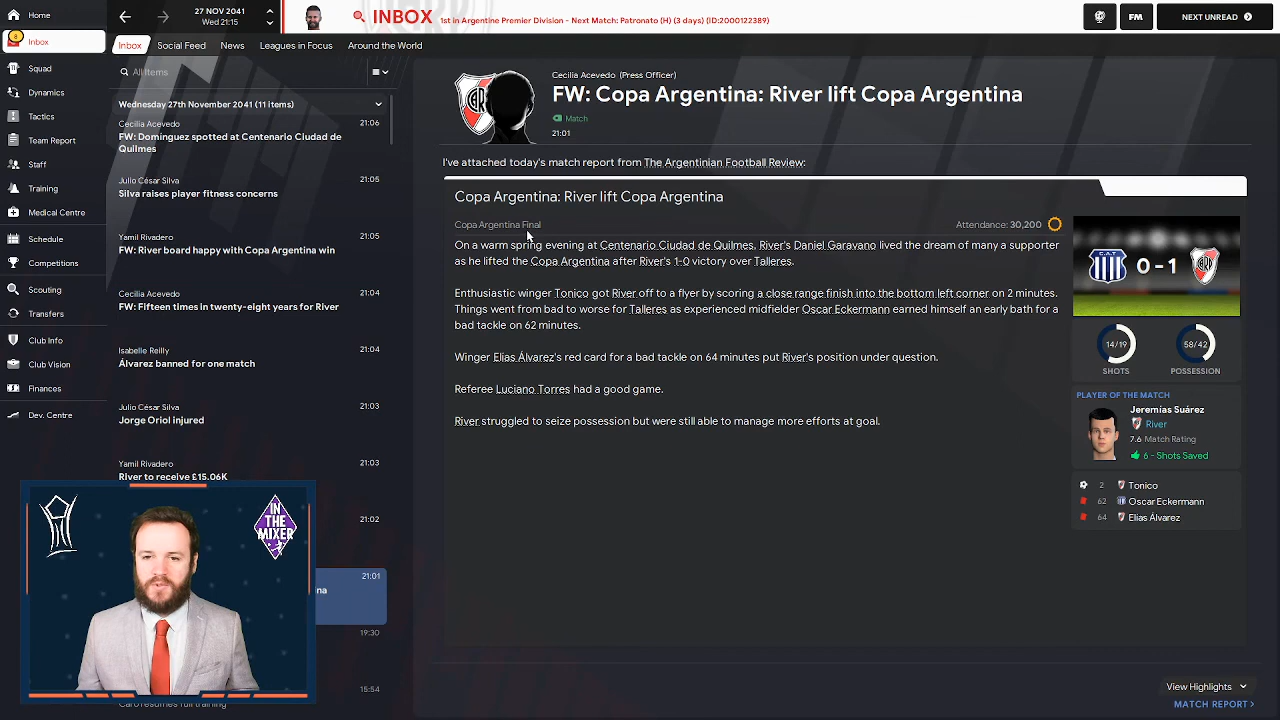 27 NOV 2041
Wed 21:15
INBOX
1st in Argentine Premier Division - Next Match: Patronato (H) (3 days) (ID:2000122389)
FM
NEXT UNREAD
8
Home
Inbox
Squad
Dynamics
Tactics
Team Report
Staff
Training
Medical Centre
Schedule
Competitions
Scouting
Transfers
Club Info
Club Vision
Finances
Dev. Centre
Inbox
Social Feed
News
Leagues in Focus
Around the World
All Items
Wednesday 27th November 2041 (11 items)
Cecilia Acevedo 21:06
FW: Domínguez spotted at Centenario Ciudad de
Quilmes
Julio César Silva 21:05
Silva raises player fitness concerns
Yamil Rivadero 21:05
FW: River board happy with Copa Argentina win
Cecilia Acevedo 21:04
FW: Fifteen times in twenty-eight years for River
Isabelle Reilly 21:04
Álvarez banned for one match
Julio César Silva 21:03
Jorge Oriol injured
Yamil Rivadero 21:03
River to receive £15.06K
21:02
21:01
na
19:30
15:54
Caro resumes full training
IN
THE
MIXER
Cecilia Acevedo (Press Officer)
FW: Copa Argentina: River lift Copa Argentina
Match
21:01
I've attached today's match report from The Argentinian Football Review:
Copa Argentina: River lift Copa Argentina
Copa Argentina Final
Attendance: 30,200
On a warm spring evening at Centenario Ciudad de Quilmes, River's Daniel Garavano lived the dream of many a supporter
as he lifted the Copa Argentina after River's 1-0 victory over Talleres.
Enthusiastic winger Tonico got River off to a flyer by scoring a close range finish into the bottom left corner on 2 minutes.
Things went from bad to worse for Talleres as experienced midfielder Oscar Eckermann earned himself an early bath for a
bad tackle on 62 minutes.
Winger Elías Álvarez's red card for a bad tackle on 64 minutes put River's position under question.
Referee Luciano Torres had a good game.
River struggled to seize possession but were still able to manage more efforts at goal.
C.A.T.
0 - 1
14/19
SHOTS
58/42
POSSESSION
PLAYER OF THE MATCH
Jeremías Suárez
River
7.6 Match Rating
6 - Shots Saved
2 Tonico
62 Oscar Eckermann
64 Elías Álvarez
View Highlights
MATCH REPORT >